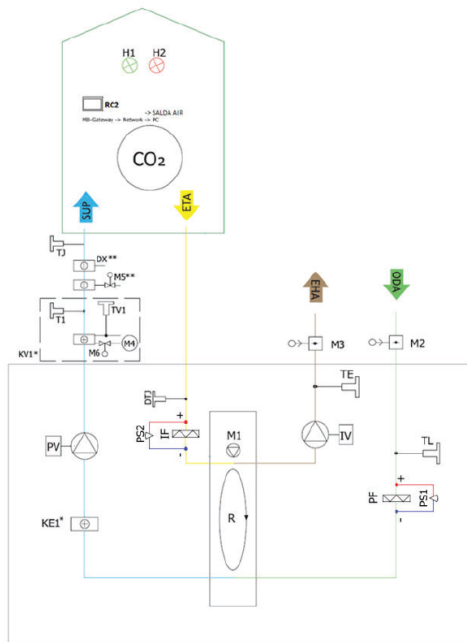 H1 H2
RC2
-> SALDA AIR
MB-Gateway -> Network -> PC
CO₂
SUP
ETA
TJ
DX**
M5**
T1
TV1
KV1*
M6
M4
EHA
ODA
M3
M2
DTJ
TE
PS2
+
IF
-
M1
PV
IV
TL
+
PF
PS1
-
KE1*
R